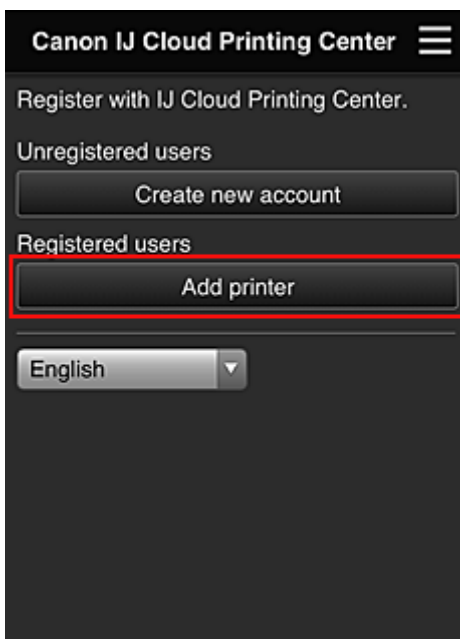 Canon IJ Cloud Printing Center
Register with IJ Cloud Printing Center.
Unregistered users
Create new account
Registered users
Add printer
English